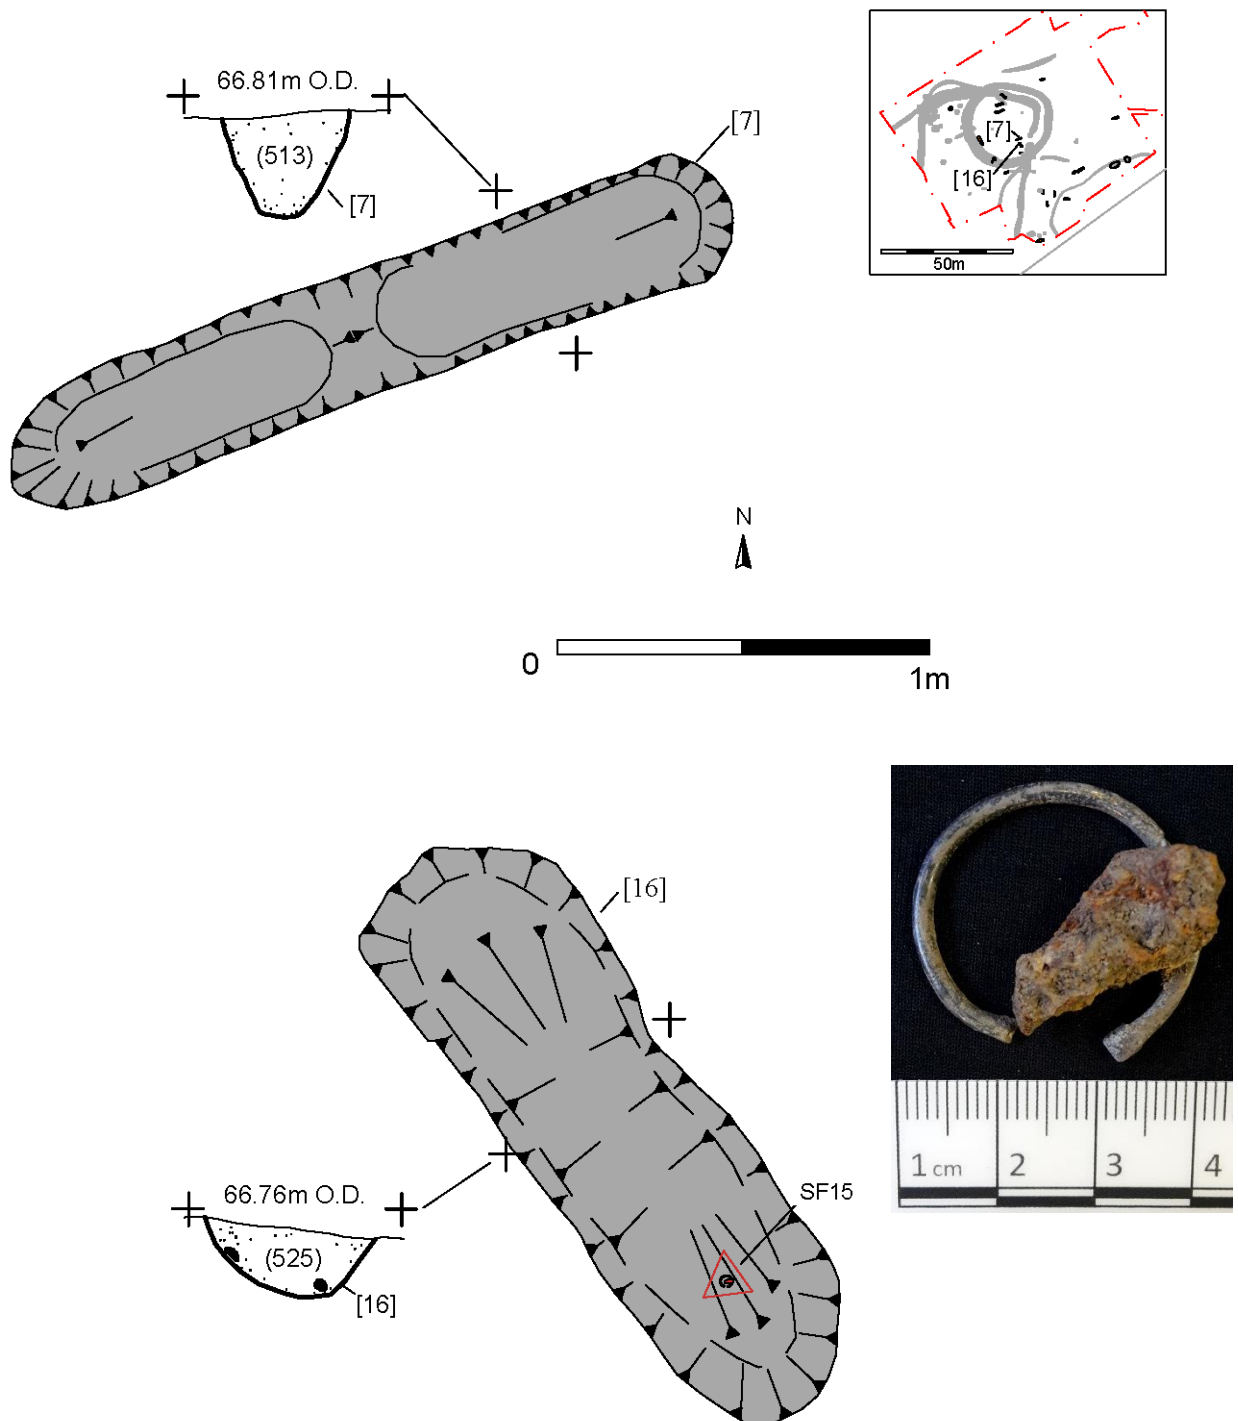 66.81m O.D.
(513)
[7]
[7]
[7]
[16]
50m
N
0
1m
[16]
66.76m O.D.
(525)
[16]
SF15
1 cm 2 3 4